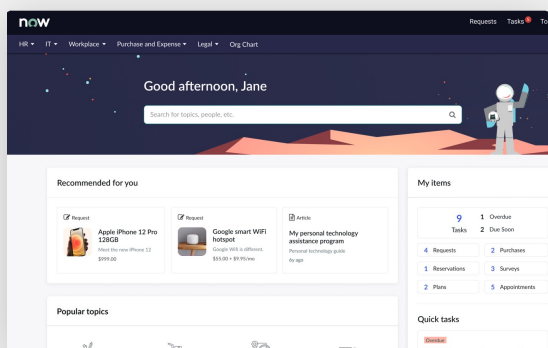 now
Requests Tasks
HR IT Workplace Purchase and Expense Legal Org Chart
Good afternoon, Jane
Search for topics, people, etc.
Recommended for you
Request
Apple iPhone 12 Pro
128GB
Meet the new iPhone 12
$999.00
Request
Google smart WiFi
hotspot
Google Wifi is different.
$55.00 + $9.95/mo
Article
My personal technology
assistance program
Personal technology guide
Popular topics
My items
9
Tasks
1 Overdue
2 Due Soon
4 Requests
2 Purchases
1 Reservations
3 Surveys
2 Plans
5 Appointments
Quick tasks
Overdue